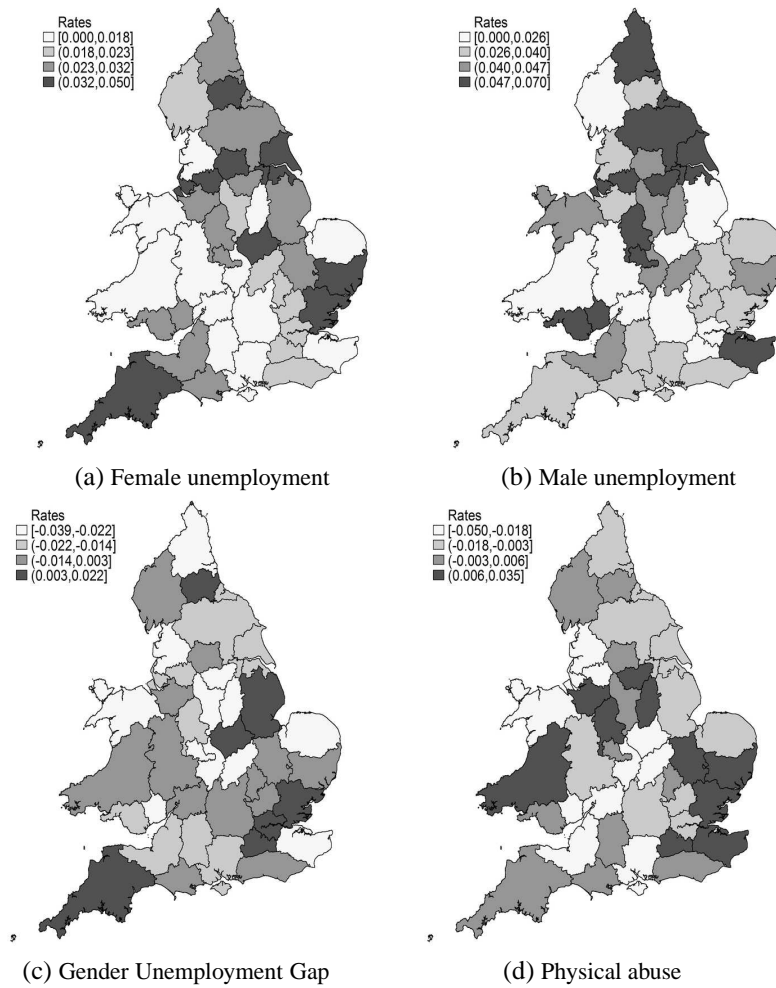 Rates
[0.000,0.018]
(0.018,0.023]
(0.023,0.032]
(0.032,0.050]
(a) Female unemployment
Rates
[0.000,0.026]
(0.026,0.040]
(0.040,0.047]
(0.047,0.070]
(b) Male unemployment
Rates
[-0.039,-0.022]
(-0.022,-0.014]
(-0.014,0.003]
(0.003,0.022]
(c) Gender Unemployment Gap
Rates
[-0.050,-0.018]
(-0.018,-0.003]
(-0.003,0.006]
(0.006,0.035]
(d) Physical abuse